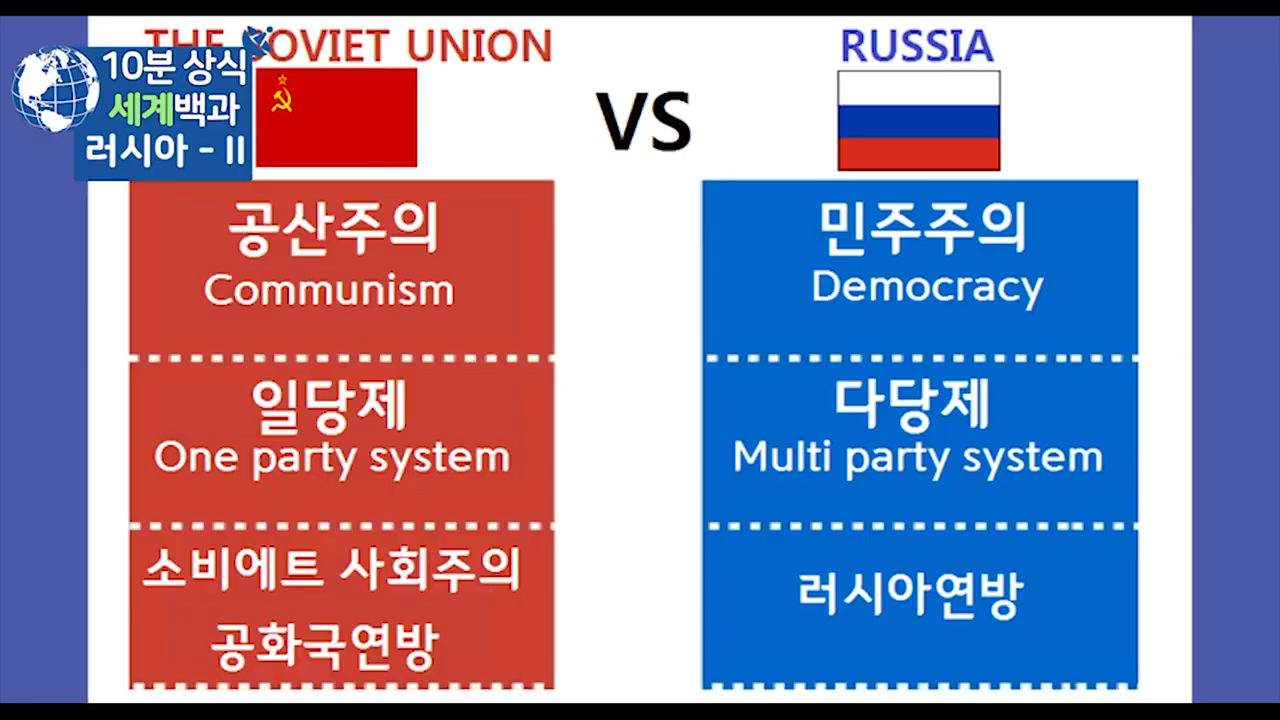 THE SOVIET UNION
RUSSIA
10분 상식
세계백과
러시아 - II
VS
공산주의
Communism
민주주의
Democracy
일당제
One party system
다당제
Multi party system
소비에트 사회주의
공화국연방
러시아연방